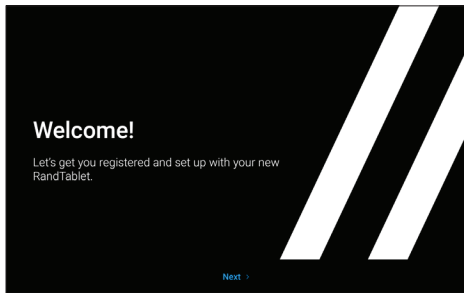 Welcome!
Let's get you registered and set up with your new
RandTablet.
Next >